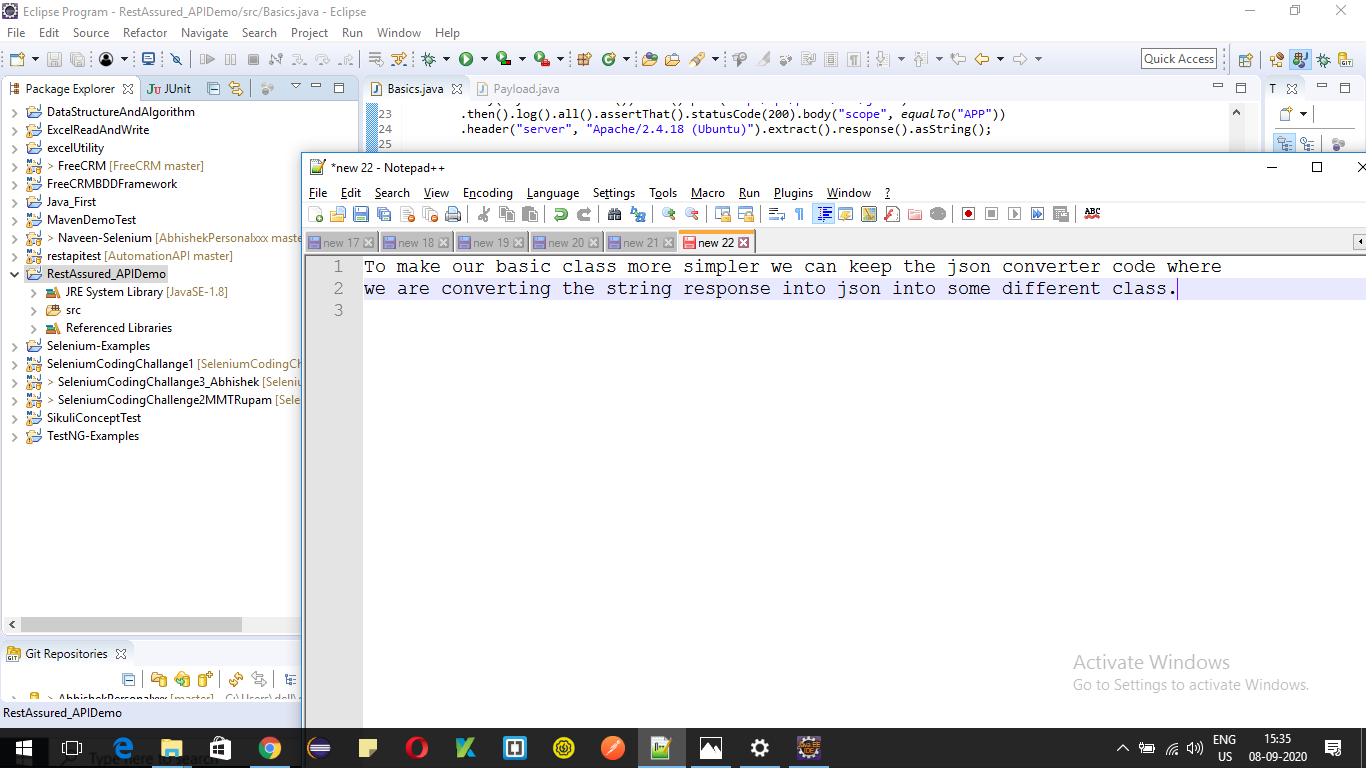 Eclipse Program - RestAssured_APIDemo/src/Basics.java - Eclipse
File Edit Source Refactor Navigate Search Project Run Window Help
Quick Access
Package Explorer JUnit
Basics.java Payload.java
T
DataStructureAndAlgorithm
ExcelReadAndWrite
excelUtility
> FreeCRM [FreeCRM master]
FreeCRMBDDFramework
Java_First
MavenDemoTest
> Naveen-Selenium [AbhishekPersonalxxx maste
restapitest [AutomationAPI master]
RestAssured_APIDemo
JRE System Library [JavaSE-1.8]
src
Referenced Libraries
Selenium-Examples
SeleniumCodingChallange1 [SeleniumCodingCh
> SeleniumCodingChallange3_Abhishek [Seleniu
> SeleniumCodingChallenge2MMTRupam [Sele
SikuliConceptTest
TestNG-Examples
23 .then().log().all().assertThat().statusCode(200).body("scope", equalTo("APP"))
24 .header("server", "Apache/2.4.18 (Ubuntu)").extract().response().asString();
25
*new 22 - Notepad++
File Edit Search View Encoding Language Settings Tools Macro Run Plugins Window ?
ABC
new 17 new 18 new 19 new 20 new 21 new 22
1 To make our basic class more simpler we can keep the json converter code where
2 we are converting the string response into json into some different class.
3
Git Repositories
> AbhishekPersonalxxx [master]
RestAssured_APIDemo
Activate Windows
Go to Settings to activate Windows.
Type here to search
ENG
US
15:35
08-09-2020